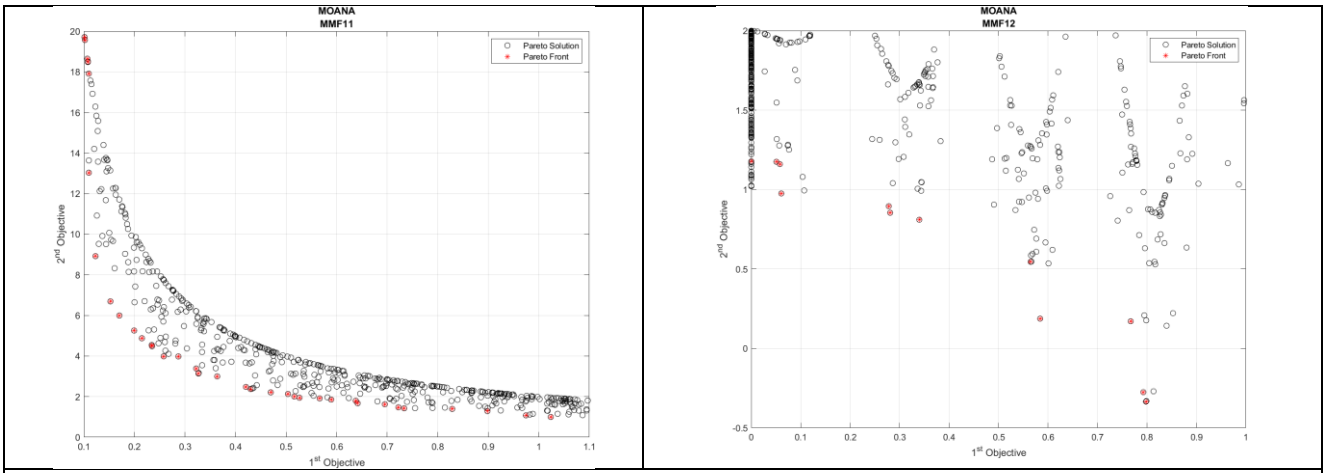 MOANA
MMF11
20
18
16
14
12
10
8
6
4
2
0
2nd Objective
0.1 0.2 0.3 0.4 0.5 0.6 0.7 0.8 0.9 1 1.1
1st Objective
Pareto Solution
Pareto Front
MOANA
MMF12
2
1.5
1
0.5
0
-0.5
2nd Objective
0 0.1 0.2 0.3 0.4 0.5 0.6 0.7 0.8 0.9 1
1st Objective
Pareto Solution
Pareto Front